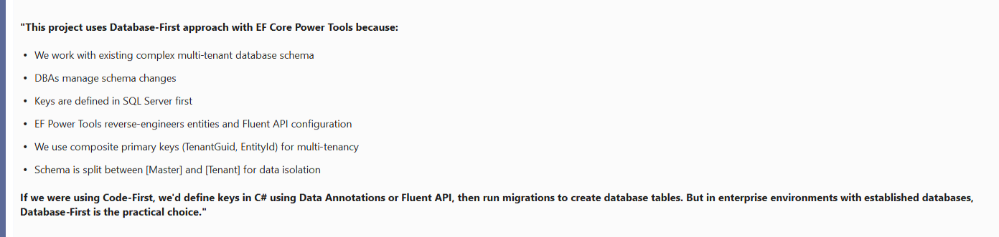 "This project uses Database-First approach with EF Core Power Tools because:
• We work with existing complex multi-tenant database schema
• DBAs manage schema changes
• Keys are defined in SQL Server first
• EF Power Tools reverse-engineers entities and Fluent API configuration
• We use composite primary keys (TenantGuid, EntityId) for multi-tenancy
• Schema is split between [Master] and [Tenant] for data isolation
If we were using Code-First, we'd define keys in C# using Data Annotations or Fluent API, then run migrations to create database tables. But in enterprise environments with established databases,
Database-First is the practical choice."